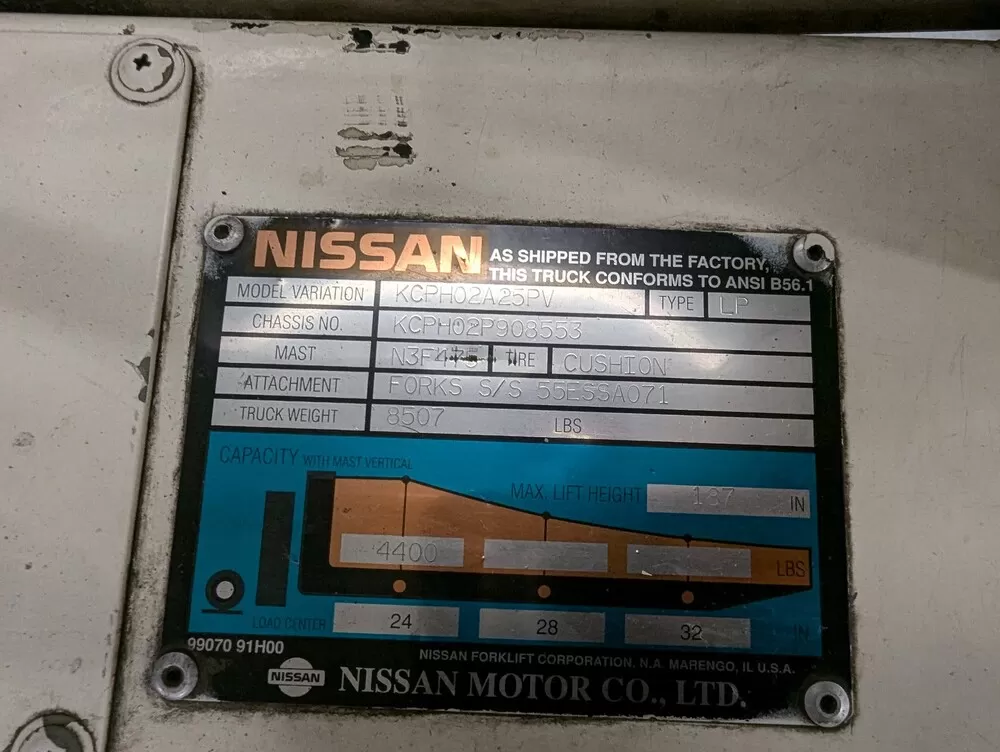 NISSAN
AS SHIPPED FROM THE FACTORY,
THIS TRUCK CONFORMS TO ANSI B56.1
MODEL VARIATION KCPH02A25PV TYPE LP
CHASSIS NO. KCPH02P908553
MAST TIRE CUSHION
ATTACHMENT FORKS S/S 55ESSA071
TRUCK WEIGHT 8507 LBS
CAPACITY WITH MAST VERTICAL
MAX. LIFT HEIGHT 187 IN
4400 LBS
LOAD CENTER 24 28 32 IN
99070 91H00
NISSAN FORKLIFT CORPORATION. N.A. MARENGO, IL U.S.A.
NISSAN NISSAN MOTOR CO., LTD.